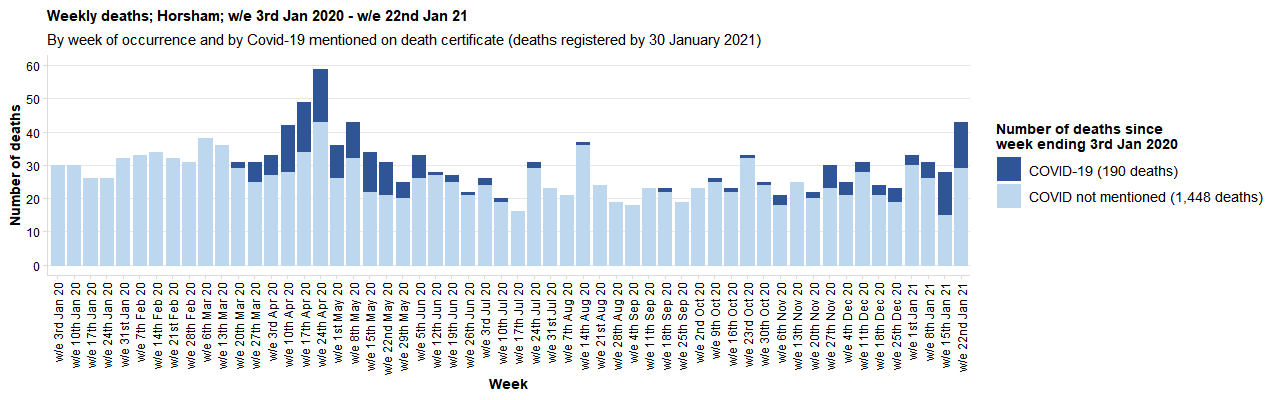 Weekly deaths; Horsham; w/e 3rd Jan 2020 - w/e 22nd Jan 21
By week of occurrence and by Covid-19 mentioned on death certificate (deaths registered by 30 January 2021)
Number of deaths
60
50
40
30
20
10
0
w/e 3rd Jan 20
w/e 10th Jan 20
w/e 17th Jan 20
w/e 24th Jan 20
w/e 31st Jan 20
w/e 7th Feb 20
w/e 14th Feb 20
w/e 21st Feb 20
w/e 28th Feb 20
w/e 6th Mar 20
w/e 13th Mar 20
w/e 20th Mar 20
w/e 27th Mar 20
w/e 3rd Apr 20
w/e 10th Apr 20
w/e 17th Apr 20
w/e 24th Apr 20
w/e 1st May 20
w/e 8th May 20
w/e 15th May 20
w/e 22nd May 20
w/e 29th May 20
w/e 5th Jun 20
w/e 12th Jun 20
w/e 19th Jun 20
w/e 26th Jun 20
w/e 3rd Jul 20
w/e 10th Jul 20
w/e 17th Jul 20
w/e 24th Jul 20
w/e 31st Jul 20
w/e 7th Aug 20
w/e 14th Aug 20
w/e 21st Aug 20
w/e 28th Aug 20
w/e 4th Sep 20
w/e 11th Sep 20
w/e 18th Sep 20
w/e 25th Sep 20
w/e 2nd Oct 20
w/e 9th Oct 20
w/e 16th Oct 20
w/e 23rd Oct 20
w/e 30th Oct 20
w/e 6th Nov 20
w/e 13th Nov 20
w/e 20th Nov 20
w/e 27th Nov 20
w/e 4th Dec 20
w/e 11th Dec 20
w/e 18th Dec 20
w/e 25th Dec 20
w/e 1st Jan 21
w/e 8th Jan 21
w/e 15th Jan 21
w/e 22nd Jan 21
Week
Number of deaths since
week ending 3rd Jan 2020
COVID-19 (190 deaths)
COVID not mentioned (1,448 deaths)